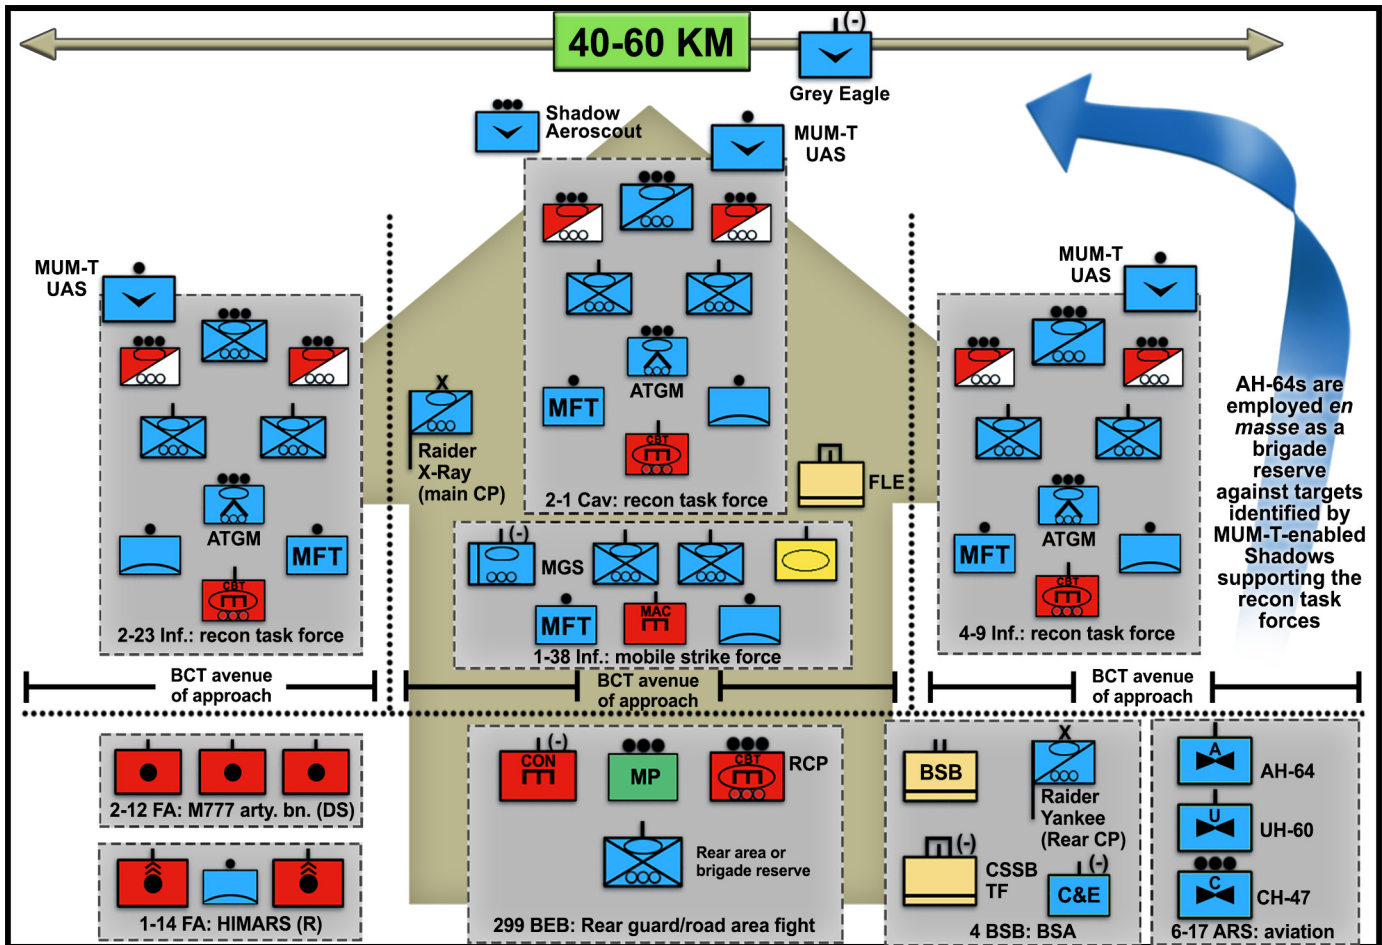 40-60 KM
(-)
Grey Eagle
Shadow
Aeroscout
MUM-T
UAS
MUM-T
UAS
MUM-T
UAS
X
Raider
X-Ray
(main CP)
ATGM
MFT
CBT
2-1 Cav: recon task force
FLE
ATGM
MFT
CBT
2-23 Inf.: recon task force
(-)
MGS
MFT
MAC
1-38 Inf.: mobile strike force
ATGM
MFT
CBT
4-9 Inf.: recon task force
AH-64s are
employed en
masse as a
brigade
reserve
against targets
identified by
MUM-T-enabled
Shadows
supporting the
recon task
forces
BCT avenue
of approach
BCT avenue
of approach
BCT avenue
of approach
2-12 FA: M777 arty. bn. (DS)
1-14 FA: HIMARS (R)
(-)
CON
MP
CBT
RCP
Rear area or
brigade reserve
299 BEB: Rear guard/road area fight
BSB
X
Raider
Yankee
(Rear CP)
(-)
CSSB
TF
(-)
C&E
4 BSB: BSA
A
AH-64
U
UH-60
C
CH-47
6-17 ARS: aviation